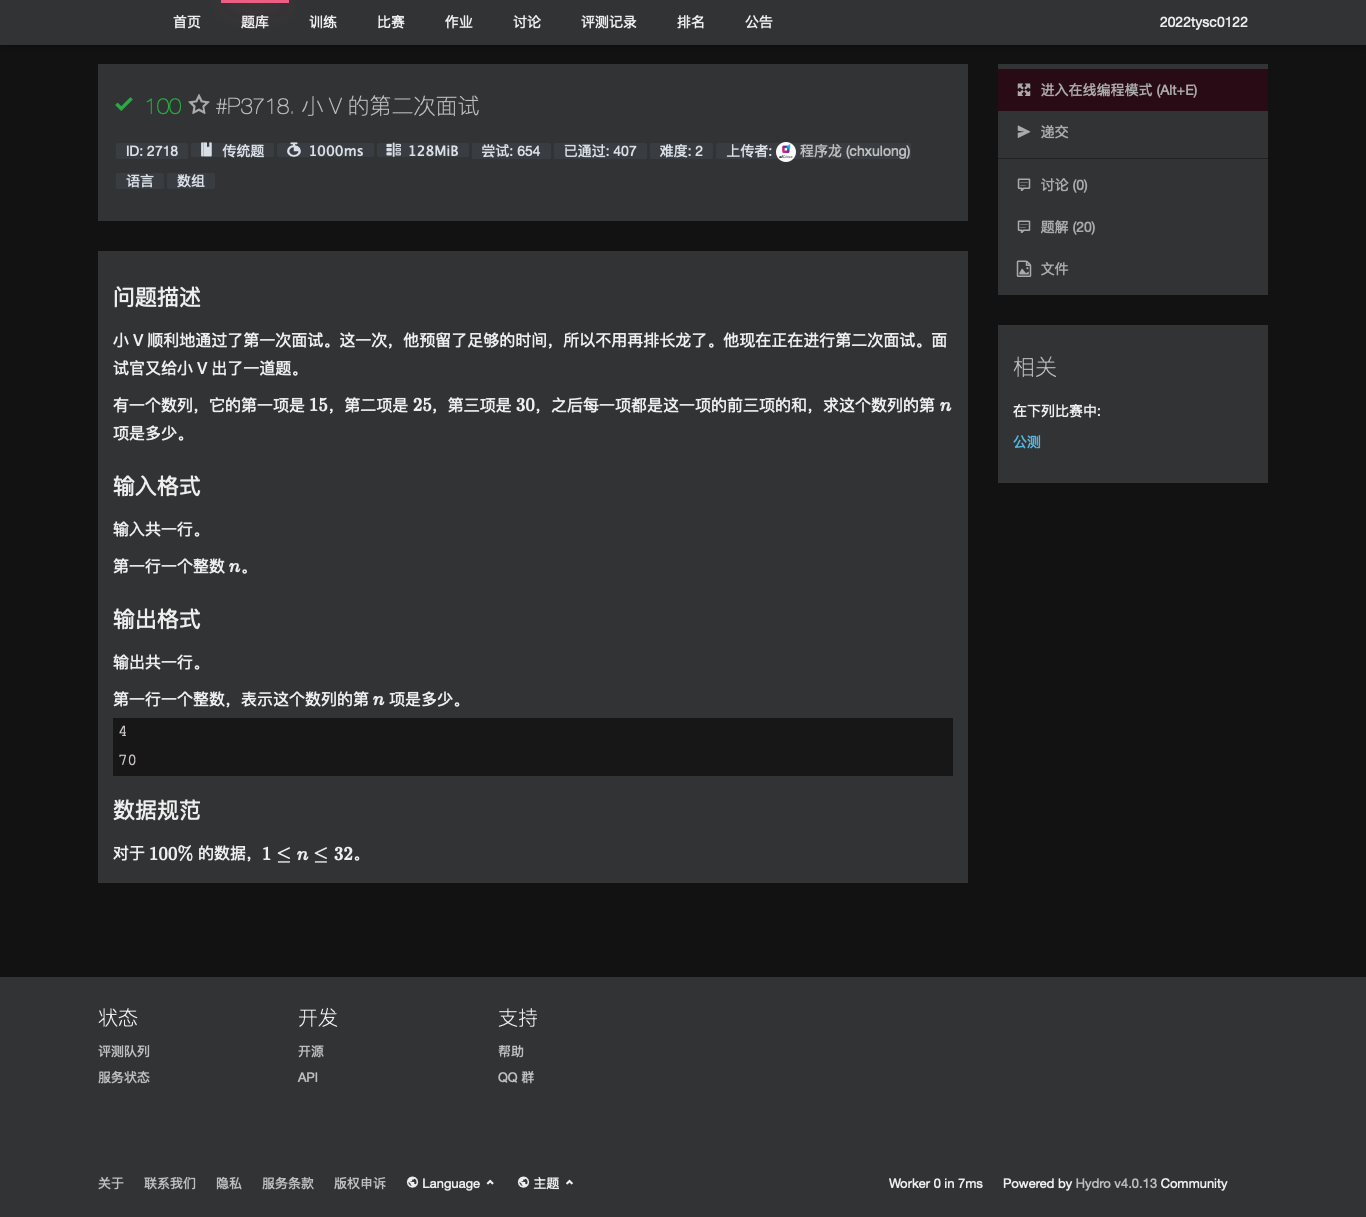 首页 题库 训练 比赛 作业 讨论 评测记录 排名 公告 2022tysc0122
100 #P3718. 小 V 的第二次面试
ID: 2718 传统题 1000ms 128MiB 尝试: 654 已通过: 407 难度: 2 上传者: 程序龙 (chxulong)
语言 数组
问题描述
小 V 顺利地通过了第一次面试。这一次，他预留了足够的时间，所以不用再排长龙了。他现在正在进行第二次面试。面
试官又给小 V 出了一道题。
有一个数列，它的第一项是 15，第二项是 25，第三项是 30，之后每一项都是这一项的前三项的和，求这个数列的第 n
项是多少。
输入格式
输入共一行。
第一行一个整数 n。
输出格式
输出共一行。
第一行一个整数，表示这个数列的第 n 项是多少。
4
70
数据规范
对于 100% 的数据，1 ≤ n ≤ 32。
进入在线编程模式 (Alt+E)
递交
讨论 (0)
题解 (20)
文件
相关
在下列比赛中:
公测
状态 开发 支持
评测队列 开源 帮助
服务状态 API QQ 群
关于 联系我们 隐私 服务条款 版权申诉 Language 主题 Worker 0 in 7ms Powered by Hydro v4.0.13 Community